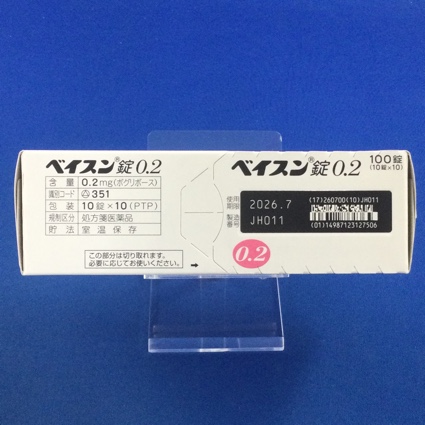 ベイスン®錠0.2
含量 0.2mg(ボグリボース)
識別コード 351
包装 10錠×10(PTP)
規制区分 処方箋医薬品
貯法 室温保存
この部分は切り取れます。
必要に応じてお使いください。
→
ベイスン®錠0.2
100錠
(10錠×10)
使用期限 2026.7
製造番号 JH011
(17)260700(10)JH011
(01)14987123127506
0.2